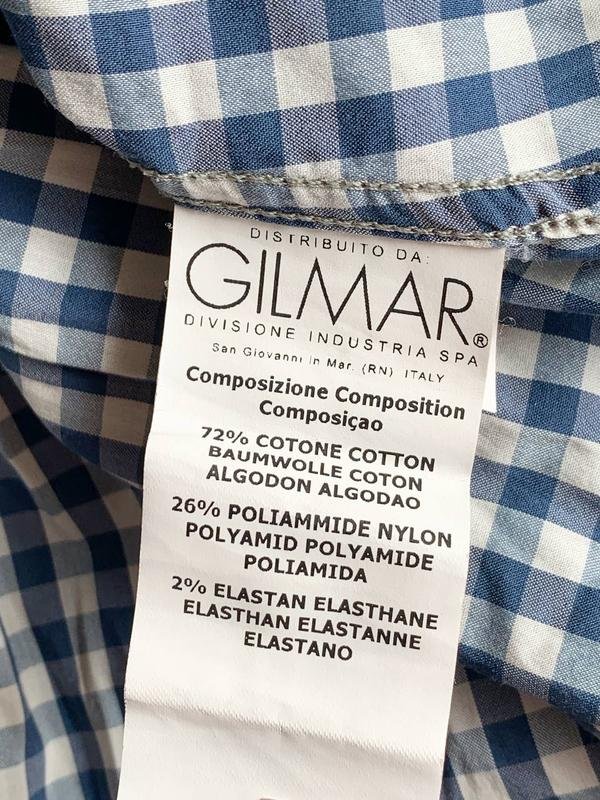 DISTRIBUITO DA:
GILMAR®
DIVISIONE INDUSTRIA SPA
San Giovanni in Mar. (RN) ITALY
Composizione Composition
Composiçao
72% COTONE COTTON
BAUMWOLLE COTON
ALGODON ALGODAO
26% POLIAMMIDE NYLON
POLYAMID POLYAMIDE
POLIAMIDA
2% ELASTAN ELASTHANE
ELASTHAN ELASTANNE
ELASTANO